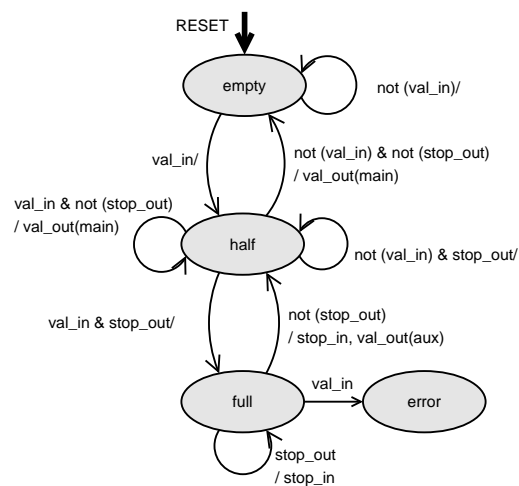 RESET
empty
not (val_in)/
val_in/
not (val_in) & not (stop_out)
/ val_out(main)
val_in & not (stop_out)
/ val_out(main)
half
not (val_in) & stop_out/
val_in & stop_out/
not (stop_out)
/ stop_in, val_out(aux)
full
val_in
error
stop_out
/ stop_in